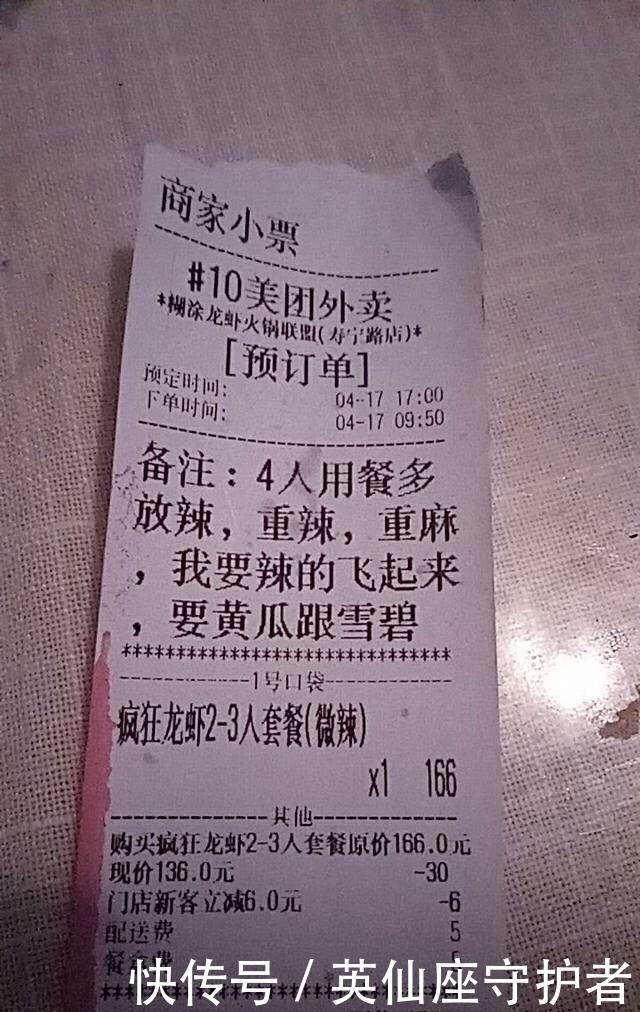 商家小票
#10美团外卖
*糊涂龙虾火锅联盟(寿宁路店)*
[预订单]
预定时间: 04-17 17:00
下单时间: 04-17 09:50
备注：4人用餐多
放辣，重辣，重麻
，我要辣的飞起来
，要黄瓜跟雪碧
********************************
1号口袋
疯狂龙虾2-3人套餐(微辣)
x1 166
其他
购买疯狂龙虾2-3人套餐原价166.0元
现价136.0元 -30
门店新客立减6.0元 -6
配送费 5
快传号 / 英仙座守护者